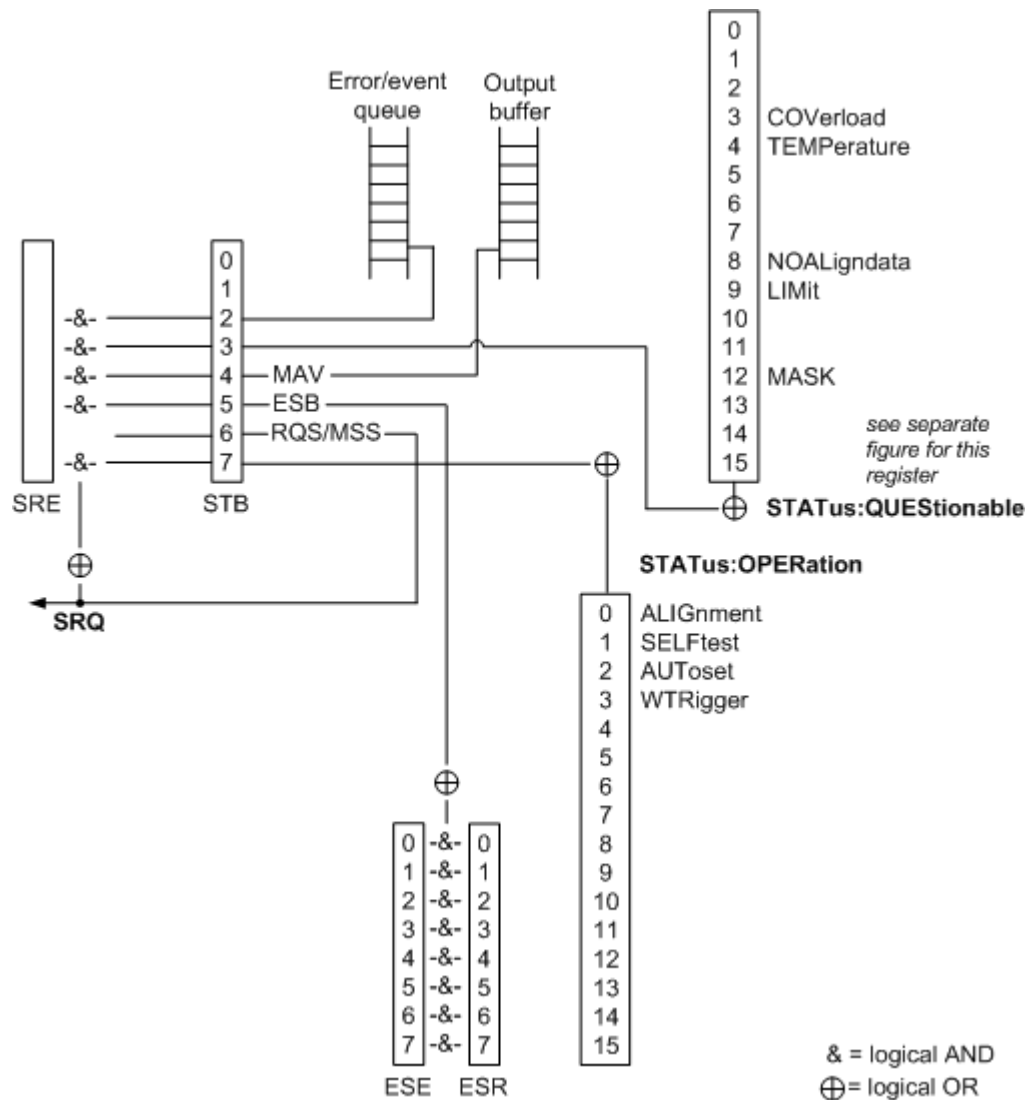 Error/event
queue
Output
buffer
0
1
2
3 COVerload
4 TEMPerature
5
6
7
8 NOALigndata
9 LIMit
10
11
12 MASK
13
14
15
see separate
figure for this
register
STATus:QUEStionable
0
1
-&- 2
-&- 3
-&- 4 MAV
-&- 5 ESB
6 RQS/MSS
-&- 7
SRE
STB
SRQ
STATus:OPERation
0 ALIGnment
1 SELFtest
2 AUToset
3 WTRigger
4
5
6
7
8
9
10
11
12
13
14
15
0 -&- 0
1 -&- 1
2 -&- 2
3 -&- 3
4 -&- 4
5 -&- 5
6 -&- 6
7 -&- 7
ESE ESR
& = logical AND
⊕ = logical OR